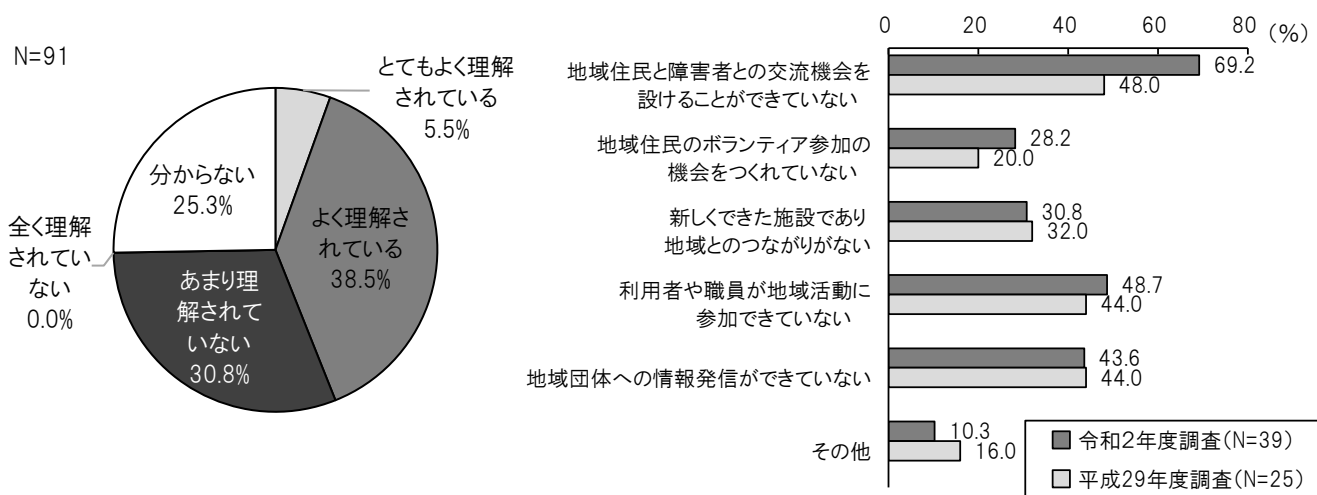 N=91
とてもよく理解
されている
5.5%
よく理解さ
れている
38.5%
あまり理
解されて
いない
30.8%
全く理解
されてい
ない
0.0%
分からない
25.3%
0 20 40 60 80 (%)
地域住民と障害者との交流機会を
設けることができていない
69.2
48.0
地域住民のボランティア参加の
機会をつくれていない
28.2
20.0
新しくできた施設であり
地域とのつながりがない
30.8
32.0
利用者や職員が地域活動に
参加できていない
48.7
44.0
地域団体への情報発信ができていない
43.6
44.0
その他
10.3
16.0
令和2年度調査(N=39)
平成29年度調査(N=25)